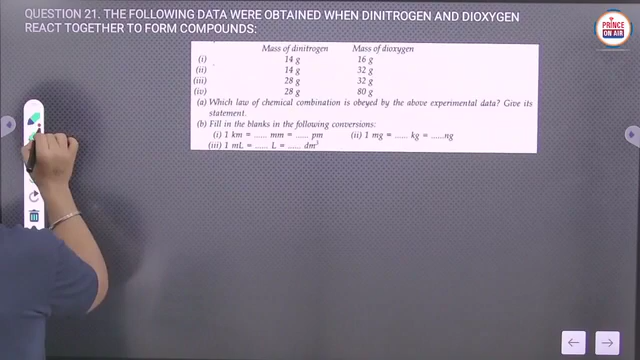 QUESTION 21. THE FOLLOWING DATA WERE OBTAINED WHEN DINITROGEN AND DIOXYGEN
REACT TOGETHER TO FORM COMPOUNDS:
PRINCE
ON AIR
Mass of dinitrogen Mass of dioxygen
(i) 14 g 16 g
(ii) 14 g 32 g
(iii) 28 g 32 g
(iv) 28 g 80 g
(a) Which law of chemical combination is obeyed by the above experimental data? Give its
statement.
(b) Fill in the blanks in the following conversions:
(i) 1 km = ...... mm = ...... pm (ii) 1 mg = ...... kg = ......ng
(iii) 1 mL = ...... L = ...... dm³